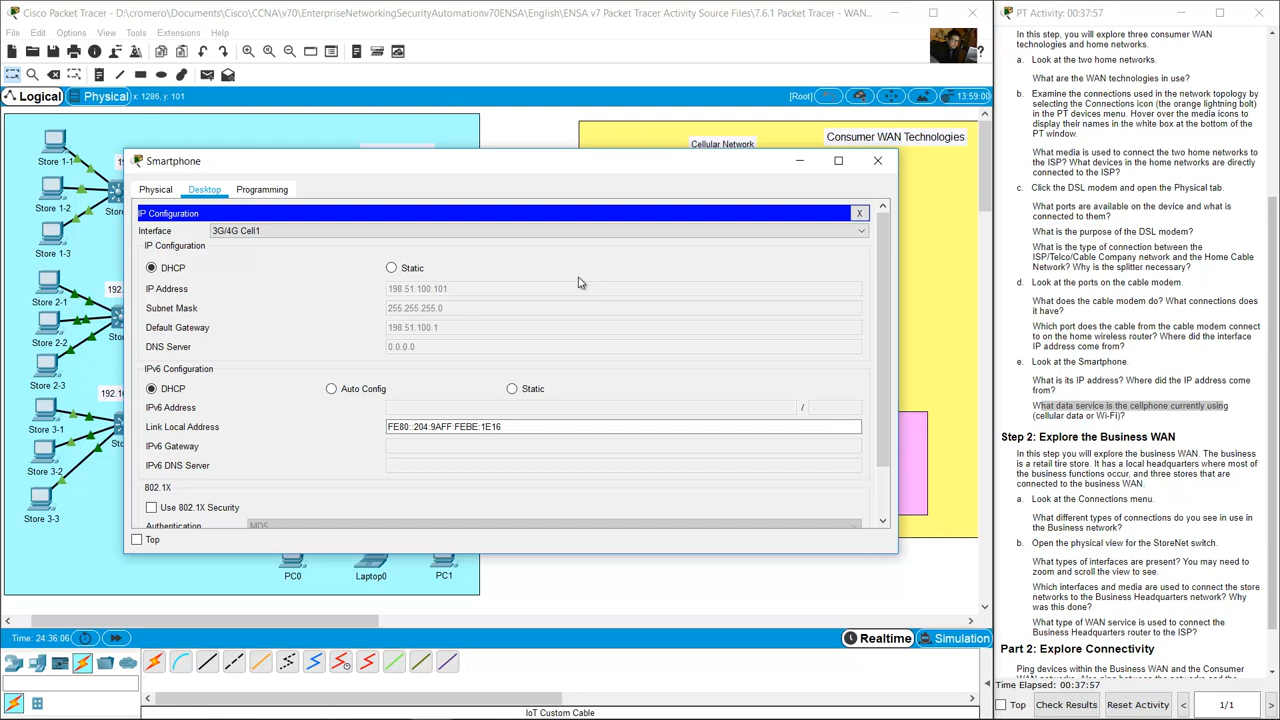 Cisco Packet Tracer - D:\cromero\Documents\Cisco\CCNA\v70\EnterpriseNetworkingSecurityAutomationv70ENSA\English\ENSA v7 Packet Tracer Activity Source Files\7.6.1 Packet Tracer - WAN...
File Edit Options View Tools Extensions Help
Logical Physical x: 1286, y: 101 [Root] 13:59:00
Store 1-1
Store 1-2
Store 1-3
Store 2-1
Store 2-2
Store 2-3
Store 3-1
Store 3-2
Store 3-3
192.
192.16
PC0
Laptop0
PC1
Cellular Network
Consumer WAN Technologies
Smartphone
Physical Desktop Programming
IP Configuration X
Interface 3G/4G Cell1
IP Configuration
DHCP Static
IP Address 198.51.100.101
Subnet Mask 255.255.255.0
Default Gateway 198.51.100.1
DNS Server 0.0.0.0
IPv6 Configuration
DHCP Auto Config Static
IPv6 Address /
Link Local Address FE80::204:9AFF:FEBE:1E16
IPv6 Gateway
IPv6 DNS Server
802.1X
Use 802.1X Security
Authentication MD5
Top
Time: 24:36:06 Realtime Simulation
IoT Custom Cable
PT Activity: 00:37:57
In this step, you will explore three consumer WAN
technologies and home networks.
a. Look at the two home networks.
What are the WAN technologies in use?
b. Examine the connections used in the network topology by
selecting the Connections icon (the orange lightning bolt)
in the PT devices menu. Hover over the media icons to
display their names in the white box at the bottom of the
PT window.
What media is used to connect the two home networks to
the ISP? What devices in the home networks are directly
connected to the ISP?
c. Click the DSL modem and open the Physical tab.
What ports are available on the device and what is
connected to them?
What is the purpose of the DSL modem?
What is the type of connection between the
ISP/Telco/Cable Company network and the Home Cable
Network? Why is the splitter necessary?
d. Look at the ports on the cable modem.
What does the cable modem do? What connections does
it have?
Which port does the cable from the cable modem connect
to on the home wireless router? Where did the interface
IP address come from?
e. Look at the Smartphone.
What is its IP address? Where did the IP address come
from?
What data service is the cellphone currently using
(cellular data or Wi-Fi)?
Step 2: Explore the Business WAN
In this step you will explore the business WAN. The business
is a retail tire store. It has a local headquarters where most of
the business functions occur, and three stores that are
connected to the business WAN.
a. Look at the Connections menu.
What different types of connections do you see in use in
the Business network?
b. Open the physical view for the StoreNet switch.
What types of interfaces are present? You may need to
zoom and scroll the view to see.
Which interfaces and media are used to connect the store
networks to the Business Headquarters network? Why
was this done?
What type of WAN service is used to connect the
Business Headquarters router to the ISP?
Part 2: Explore Connectivity
Ping devices within the Business WAN and the Consumer
Time Elapsed: 00:37:57
Top Check Results Reset Activity < 1/1 >